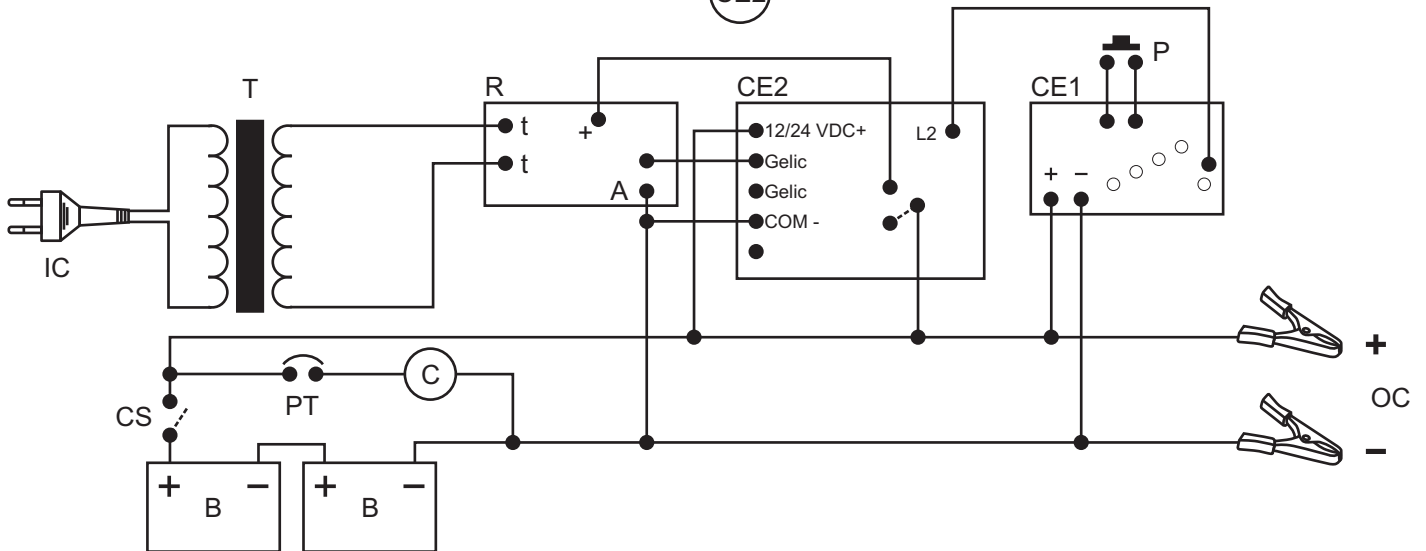 T
R
CE2
CE1
P
t
t
+
A
12/24 VDC+
Gelic
Gelic
COM -
L2
+ -
IC
+
OC
-
CS
PT
C
+ - + -
B
B